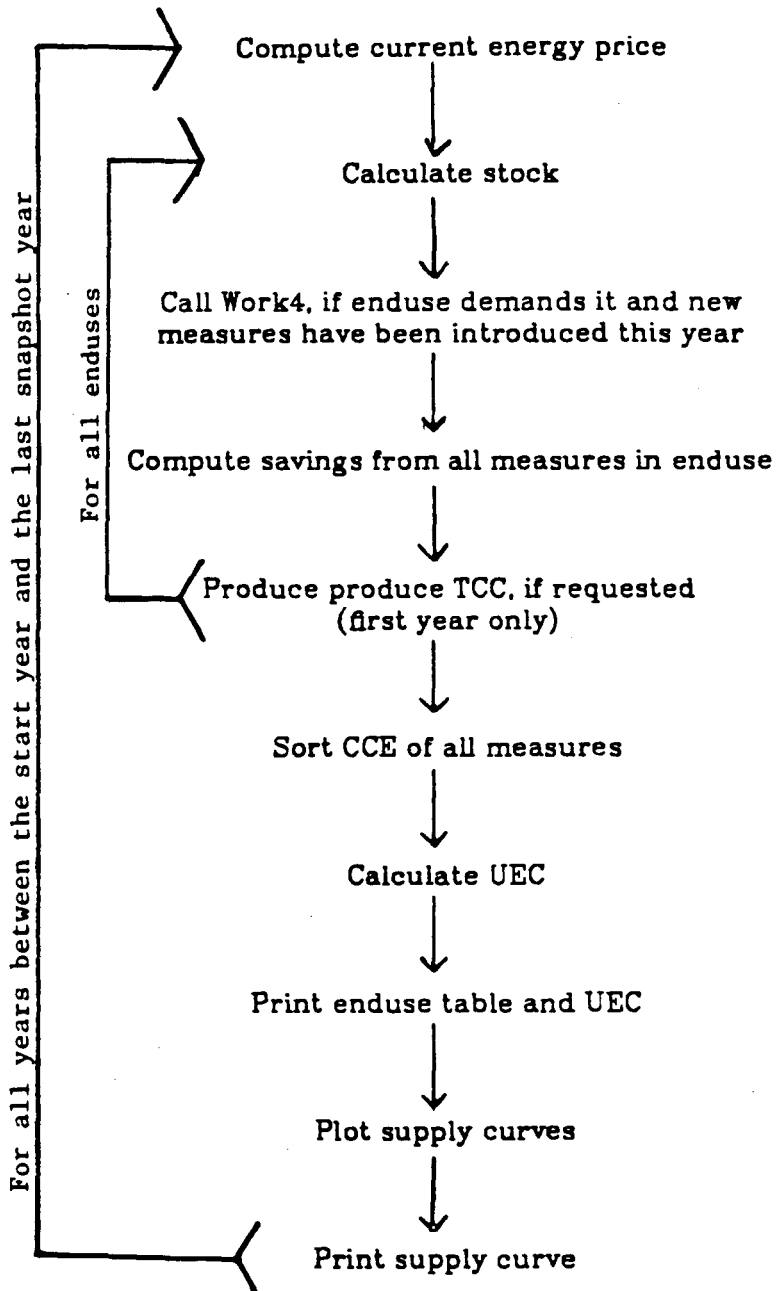 Compute current energy price
Calculate stock
Call Work4, if enduse demands it and new
measures have been introduced this year
Compute savings from all measures in enduse
Produce produce TCC, if requested
(first year only)
Sort CCE of all measures
Calculate UEC
Print enduse table and UEC
Plot supply curves
Print supply curve
For all enduses
For all years between the start year and the last snapshot year